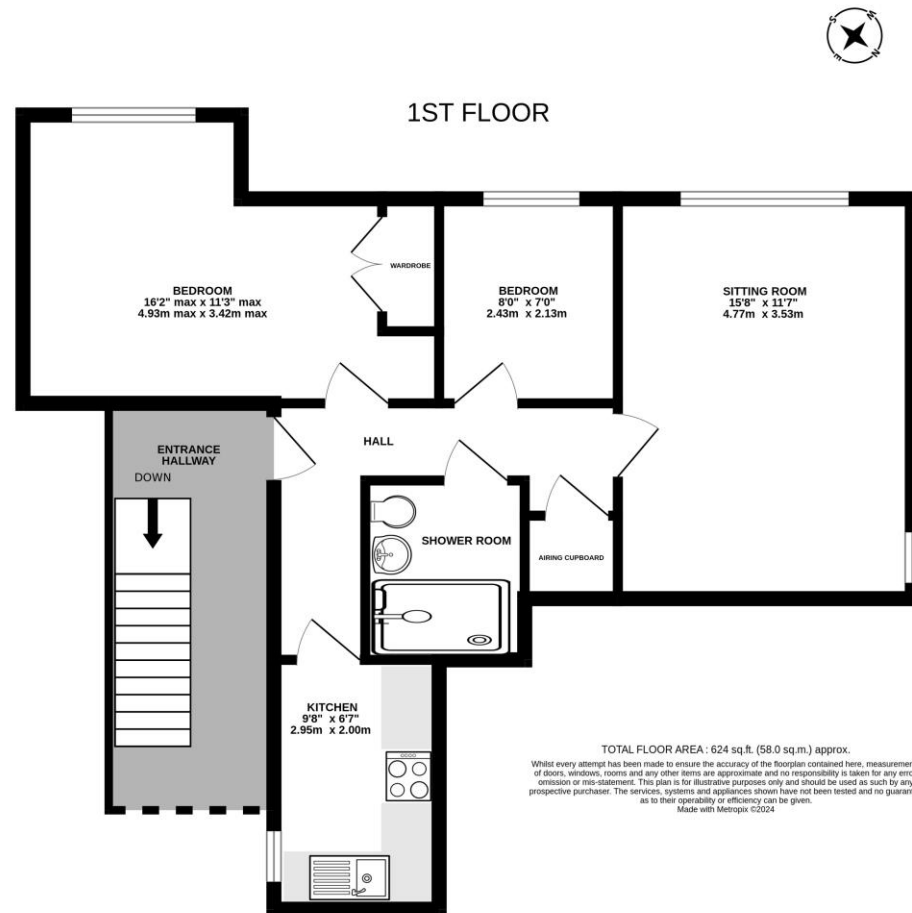 S W
E N
1ST FLOOR
BEDROOM
16'2" max x 11'3" max
4.93m max x 3.42m max
WARDROBE
BEDROOM
8'0" x 7'0"
2.43m x 2.13m
SITTING ROOM
15'8" x 11'7"
4.77m x 3.53m
ENTRANCE
HALLWAY
DOWN
HALL
SHOWER ROOM
AIRING CUPBOARD
KITCHEN
9'8" x 6'7"
2.95m x 2.00m
TOTAL FLOOR AREA : 624 sq.ft. (58.0 sq.m.) approx.
Whilst every attempt has been made to ensure the accuracy of the floorplan contained here, measuremen
of doors, windows, rooms and any other items are approximate and no responsibility is taken for any erro
omission or mis-statement. This plan is for illustrative purposes only and should be used as such by any
prospective purchaser. The services, systems and appliances shown have not been tested and no guaran
as to their operability or efficiency can be given.
Made with Metropix ©2024